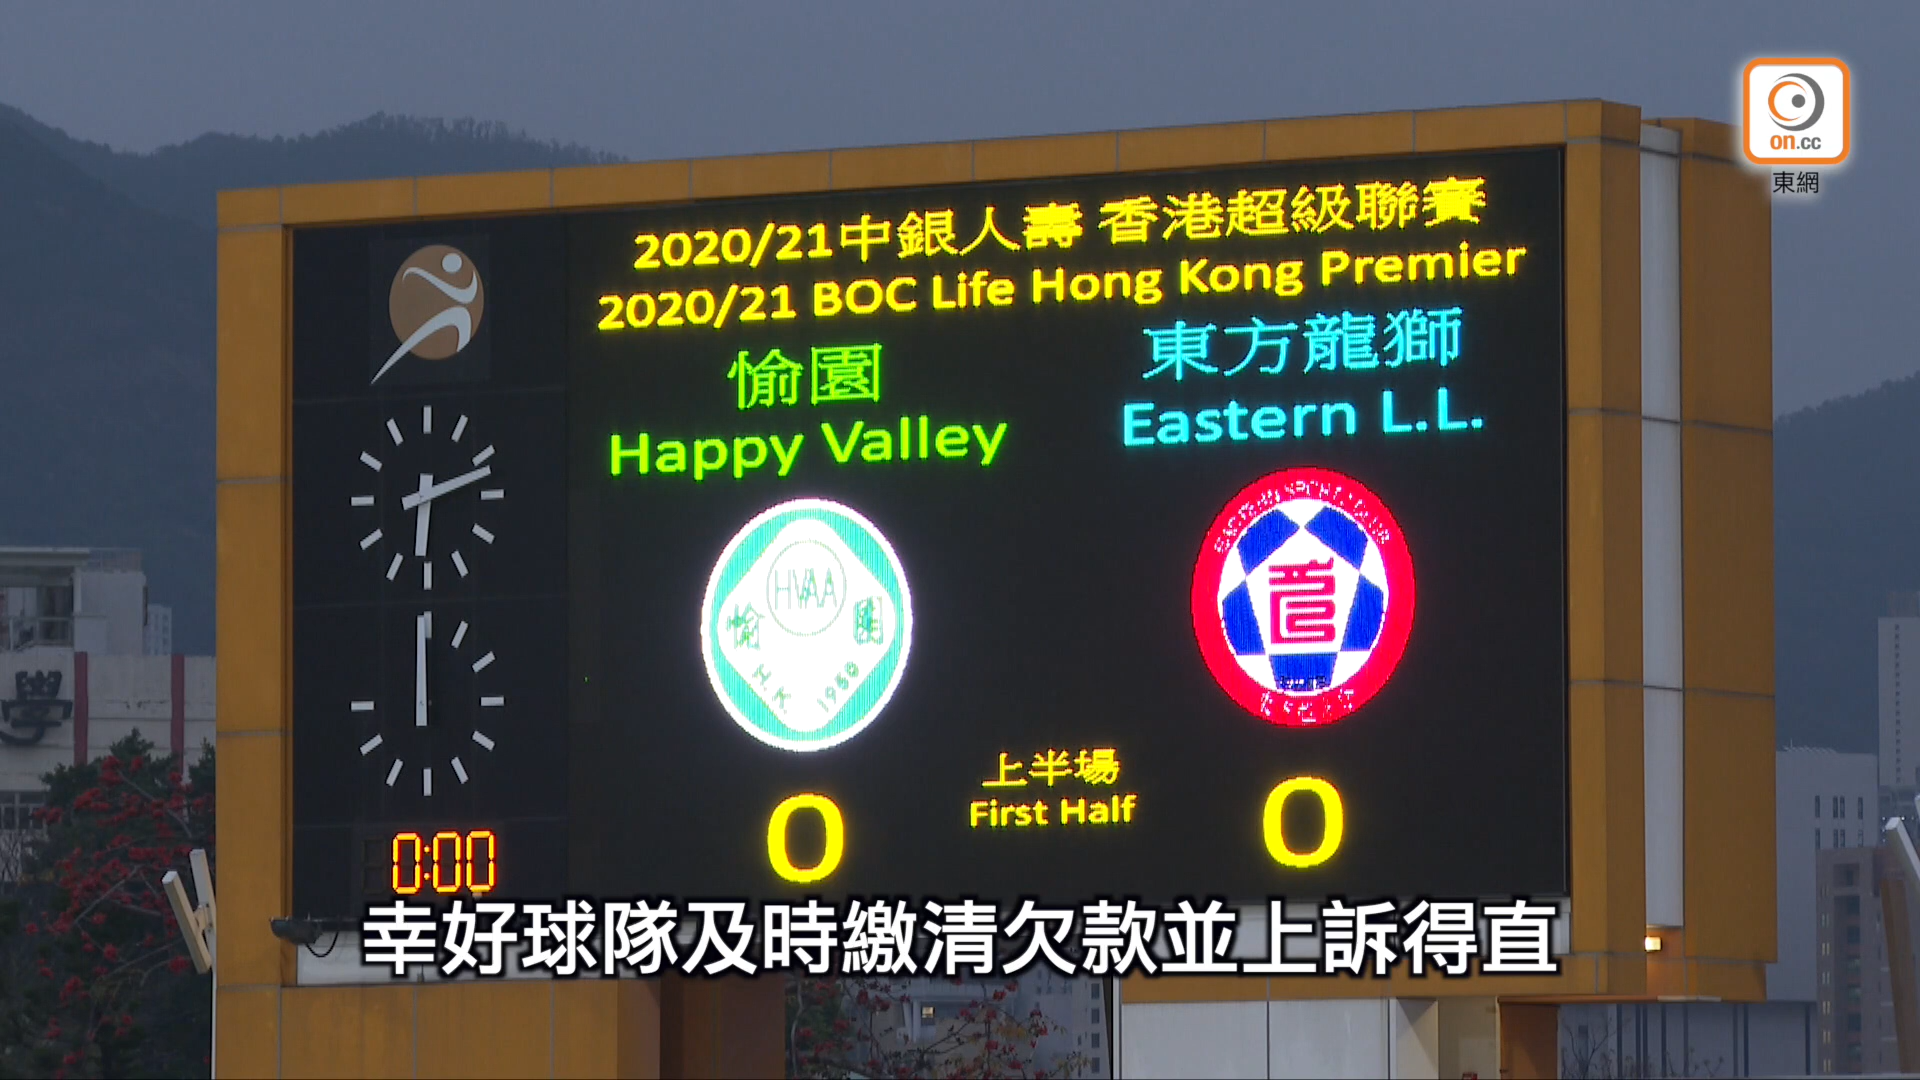 on.cc
東網
2020/21中銀人壽 香港超級聯賽
2020/21 BOC Life Hong Kong Premier
愉園
Happy Valley
東方龍獅
Eastern L.L.
HVAA
愉 園
H.K. 1950
上半場
First Half
0
0
0:00
幸好球隊及時繳清欠款並上訴得直